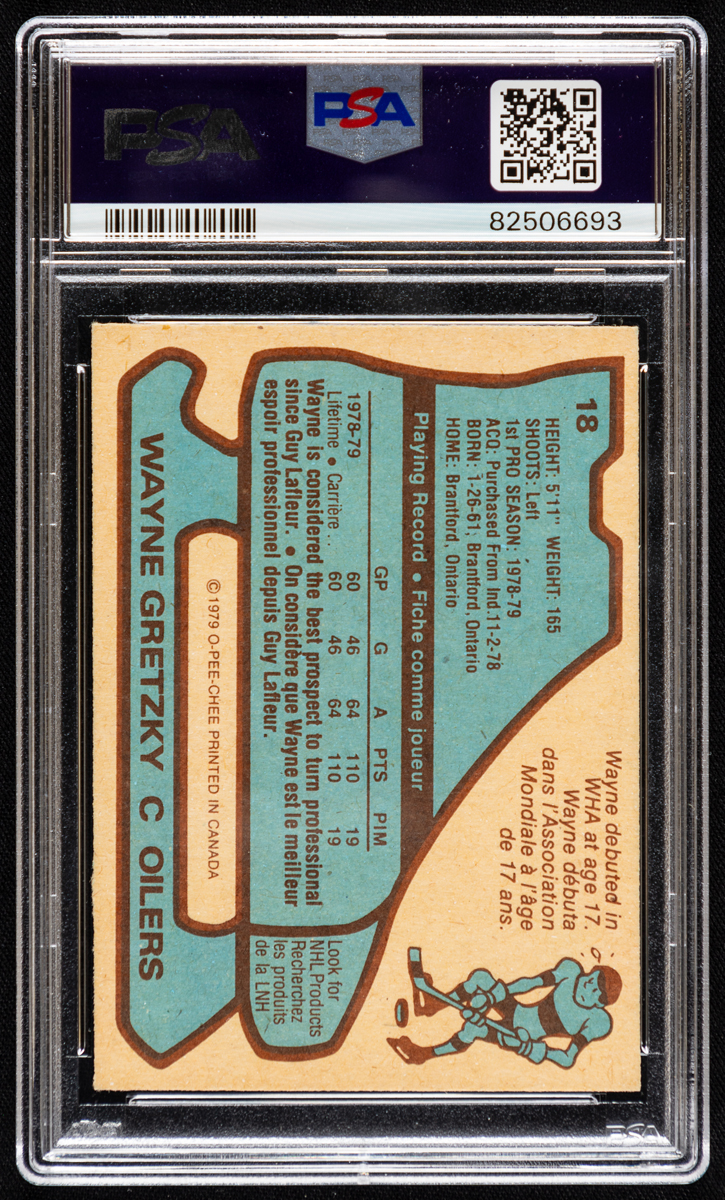 PSA
PSA
82506693
18
HEIGHT: 5'11" WEIGHT: 165
SHOOTS: Left
1st PRO SEASON: 1978-79
ACQ: Purchased From Ind.11-2-78
BORN: 1-26-61, Brantford, Ontario
HOME: Brantford, Ontario
Wayne debuted in
WHA at age 17.
Wayne débuta
dans l'Association
Mondiale à l'âge
de 17 ans.
Playing Record • Fiche comme joueur
GP G A PTS PIM
1978-79 60 46 64 110 19
Lifetime • Carrière ... 60 46 64 110 19
Wayne is considered the best prospect to turn professional
since Guy Lafleur. • On considère que Wayne est le meilleur
espoir professionnel depuis Guy Lafleur.
Look for
NHL Products
Recherchez
les produits
de la LNH
© 1979 O-PEE-CHEE PRINTED IN CANADA
WAYNE GRETZKY C OILERS
PSA